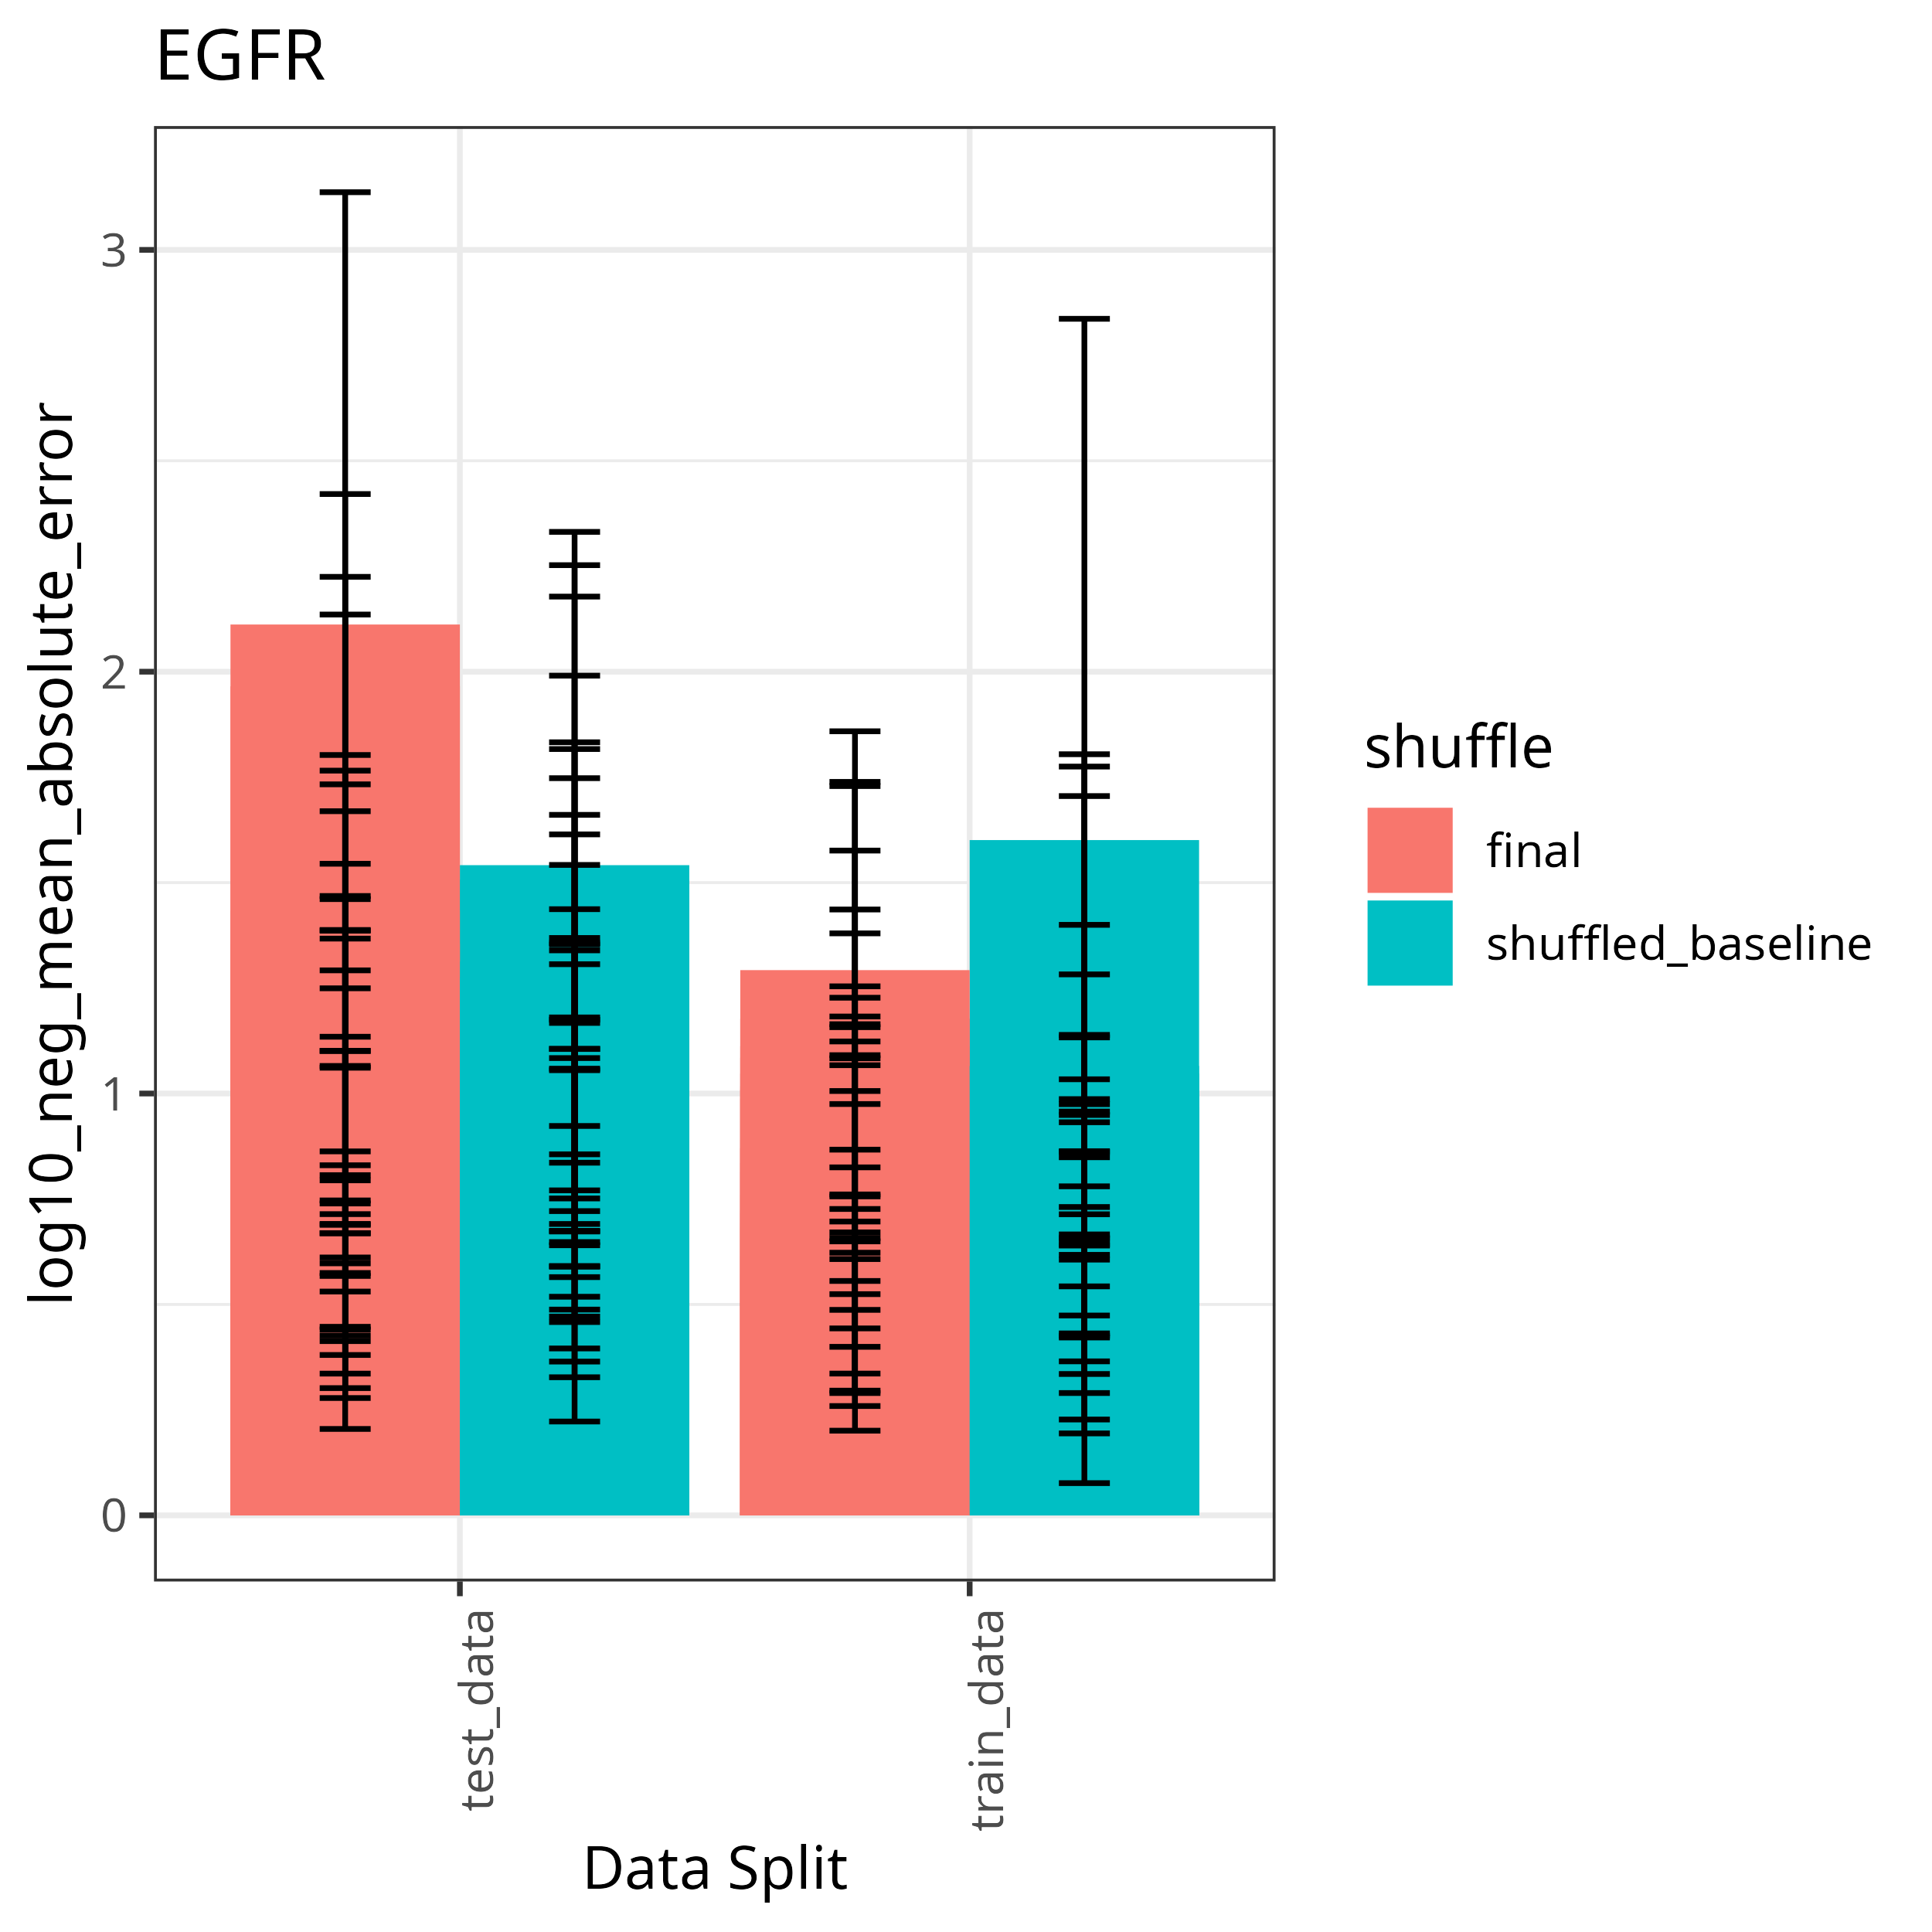 EGFR
log10_neg_mean_absolute_error
3
2
1
0
test_data
train_data
Data Split
shuffle
final
shuffled_baseline